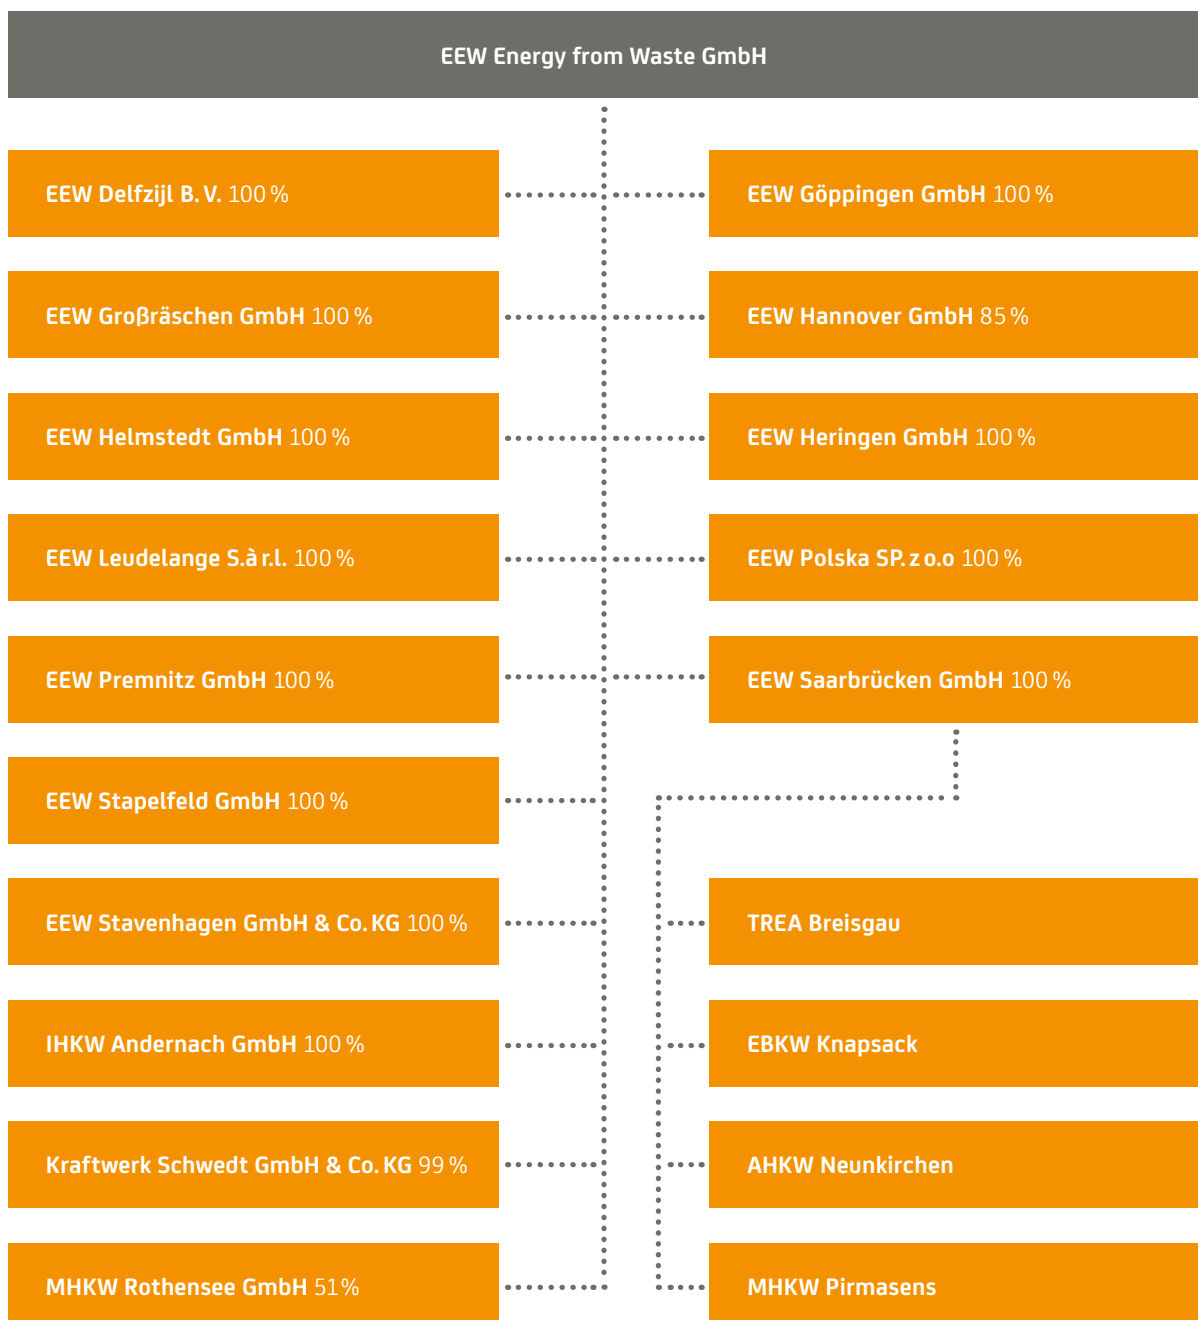 EEW Energy from Waste GmbH
EEW Delfzijl B. V. 100 %
EEW Göppingen GmbH 100 %
EEW Großräschen GmbH 100 %
EEW Hannover GmbH 85 %
EEW Helmstedt GmbH 100 %
EEW Heringen GmbH 100 %
EEW Leudelange S.à r.l. 100 %
EEW Polska SP. z o.o 100 %
EEW Premnitz GmbH 100 %
EEW Saarbrücken GmbH 100 %
EEW Stapelfeld GmbH 100 %
EEW Stavenhagen GmbH & Co. KG 100 %
TREA Breisgau
IHKW Andernach GmbH 100 %
EBKW Knapsack
Kraftwerk Schwedt GmbH & Co. KG 99 %
AHKW Neunkirchen
MHKW Rothensee GmbH 51 %
MHKW Pirmasens